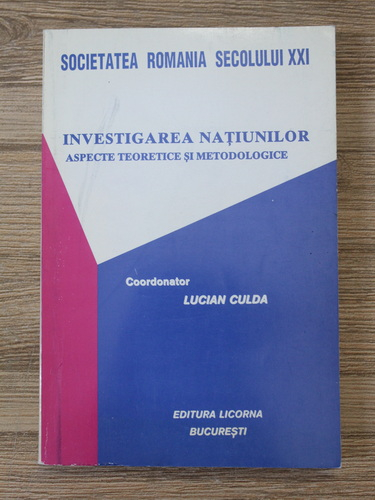 SOCIETATEA ROMANIA SECOLULUI XXI
INVESTIGAREA NAȚIUNILOR
ASPECTE TEORETICE ȘI METODOLOGICE
Coordonator
LUCIAN CULDA
EDITURA LICORNA
BUCUREȘTI